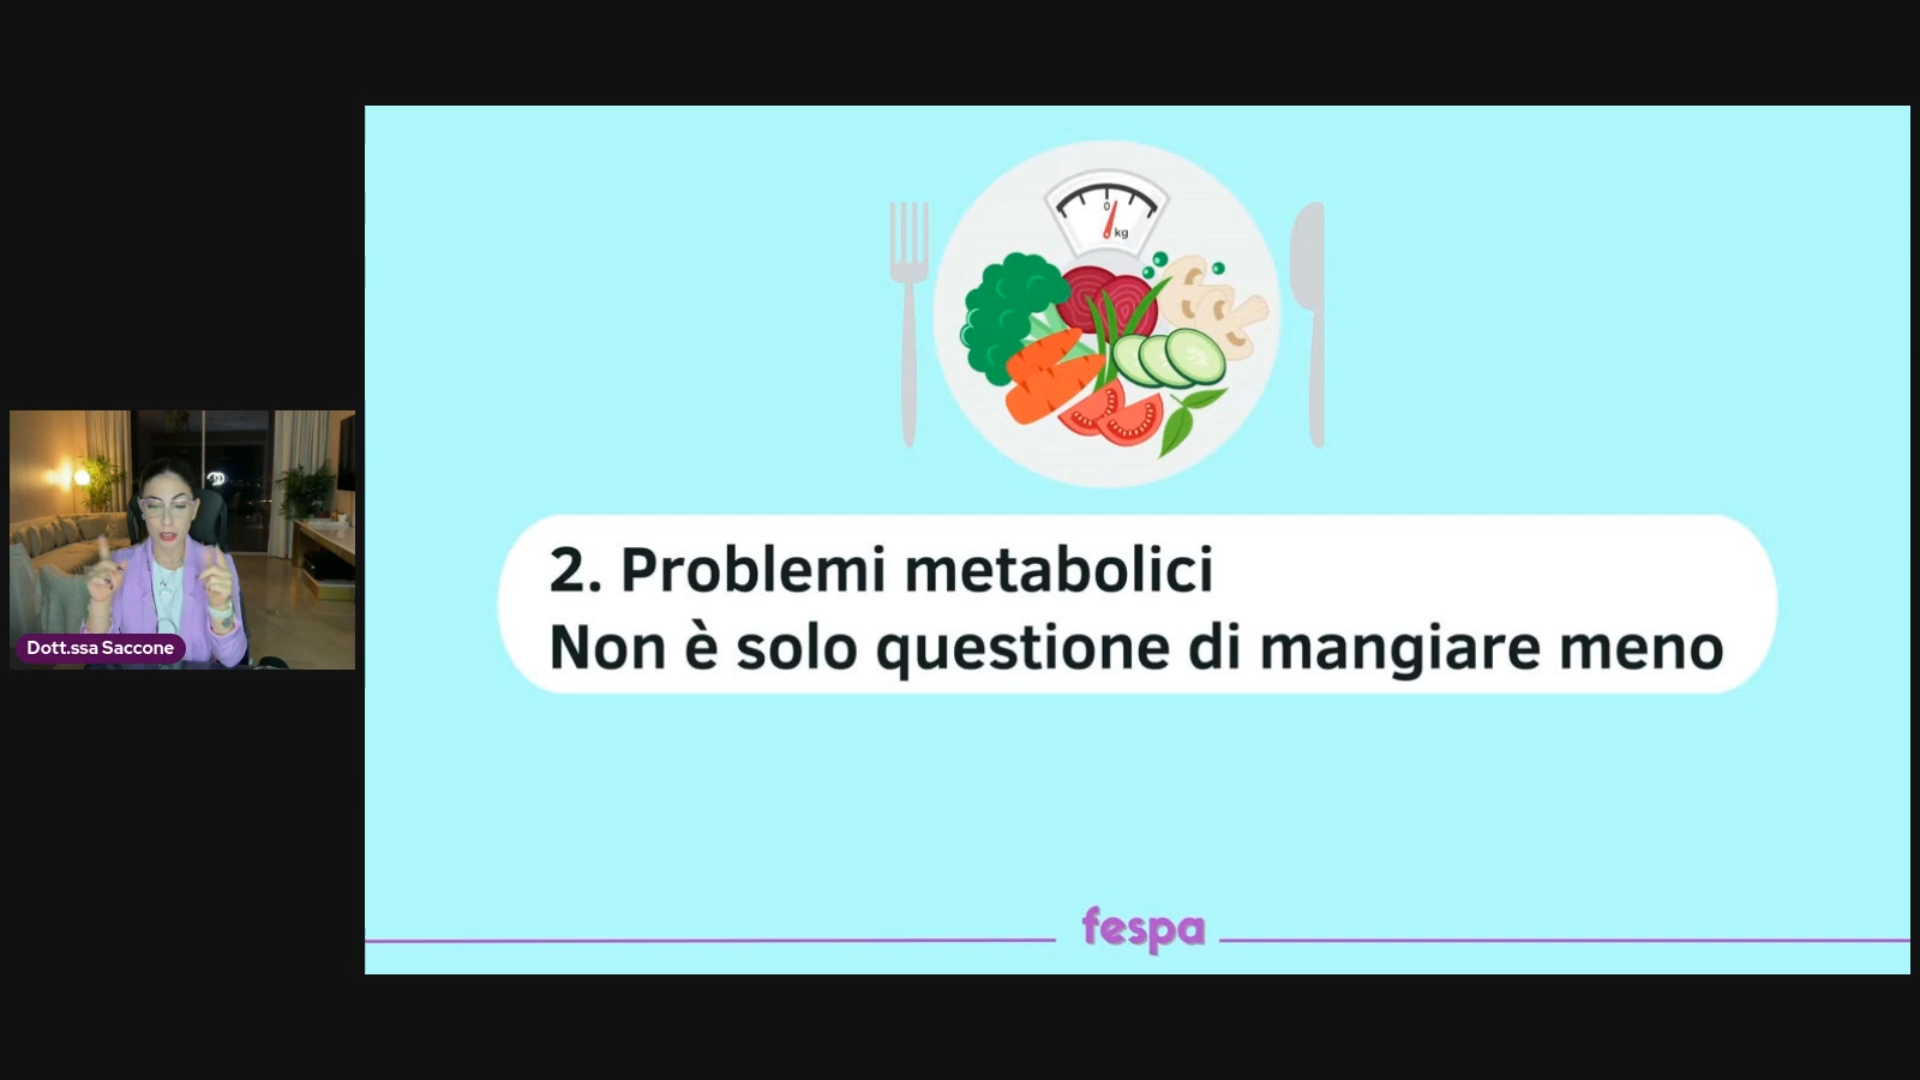 0
kg
2. Problemi metabolici
Non è solo questione di mangiare meno
Dott.ssa Saccone
fespa